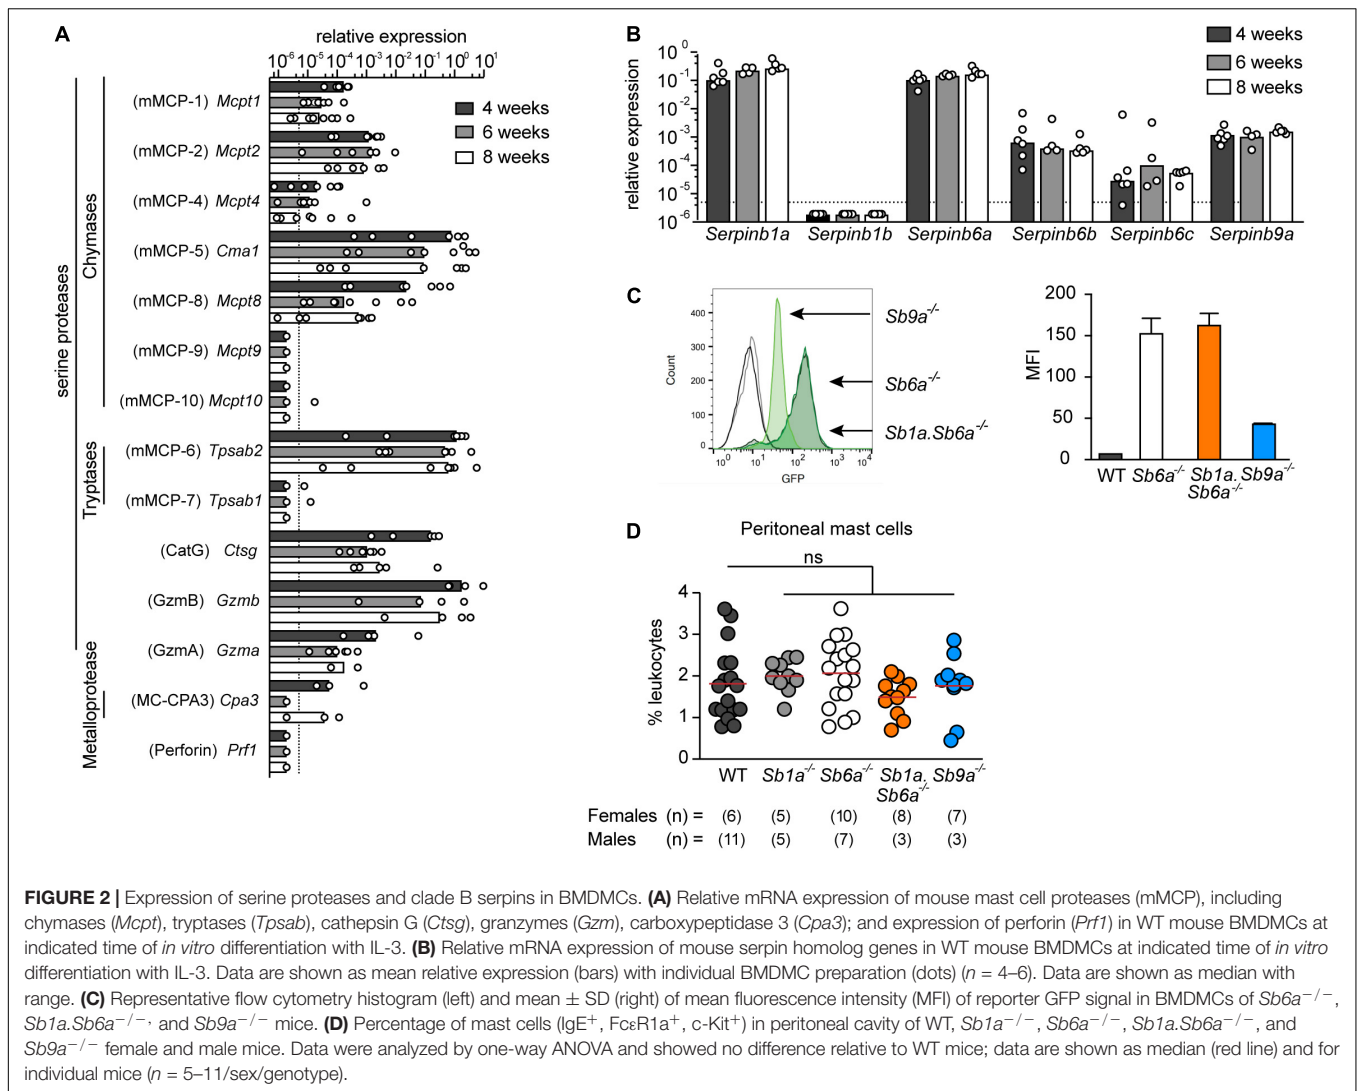 A
relative expression
10^-6 10^-5 10^-4 10^-3 10^-2 10^-1 10^0 10^1
serine proteases
Chymases
Tryptases
Metalloprotease
(mMCP-1) Mcpt1
(mMCP-2) Mcpt2
(mMCP-4) Mcpt4
(mMCP-5) Cma1
(mMCP-8) Mcpt8
(mMCP-9) Mcpt9
(mMCP-10) Mcpt10
(mMCP-6) Tpsab2
(mMCP-7) Tpsab1
(CatG) Ctsg
(GzmB) Gzmb
(GzmA) Gzma
(MC-CPA3) Cpa3
(Perforin) Prf1
4 weeks
6 weeks
8 weeks
B
relative expression
10^0
10^-1
10^-2
10^-3
10^-4
10^-5
10^-6
Serpinb1a Serpinb1b Serpinb6a Serpinb6b Serpinb6c Serpinb9a
4 weeks
6 weeks
8 weeks
C
Count
400
300
200
100
0
10^0 10^1 10^2 10^3 10^4
GFP
Sb9a^-/-
Sb6a^-/-
Sb1a.Sb6a^-/-
MFI
200
150
100
50
0
WT Sb6a^-/- Sb1a. Sb9a^-/-
Sb6a^-/-
D
Peritoneal mast cells
ns
% leukocytes
4
3
2
1
0
WT Sb1a^-/- Sb6a^-/- Sb1a. Sb9a^-/-
Sb6a^-/-
Females (n) = (6) (5) (10) (8) (7)
Males (n) = (11) (5) (7) (3) (3)
FIGURE 2 | Expression of serine proteases and clade B serpins in BMDMCs. (A) Relative mRNA expression of mouse mast cell proteases (mMCP), including
chymases (Mcpt), tryptases (Tpsab), cathepsin G (Ctsg), granzymes (Gzm), carboxypeptidase 3 (Cpa3); and expression of perforin (Prf1) in WT mouse BMDMCs at
indicated time of in vitro differentiation with IL-3. (B) Relative mRNA expression of mouse serpin homolog genes in WT mouse BMDMCs at indicated time of in vitro
differentiation with IL-3. Data are shown as mean relative expression (bars) with individual BMDMC preparation (dots) (n = 4–6). Data are shown as median with
range. (C) Representative flow cytometry histogram (left) and mean ± SD (right) of mean fluorescence intensity (MFI) of reporter GFP signal in BMDMCs of Sb6a−/−,
Sb1a.Sb6a−/−, and Sb9a−/− mice. (D) Percentage of mast cells (IgE+, FcεR1a+, c-Kit+) in peritoneal cavity of WT, Sb1a−/−, Sb6a−/−, Sb1a.Sb6a−/−, and
Sb9a−/− female and male mice. Data were analyzed by one-way ANOVA and showed no difference relative to WT mice; data are shown as median (red line) and for
individual mice (n = 5–11/sex/genotype).